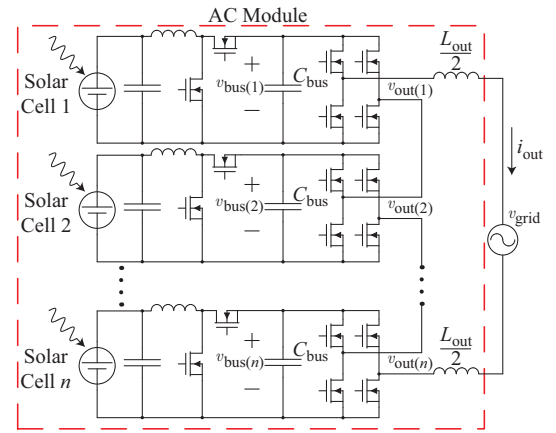 AC Module
Solar
Cell 1
+
v_bus(1)
−
C_bus
v_out(1)
L_out
2
i_out
Solar
Cell 2
+
v_bus(2)
−
C_bus
v_out(2)
v_grid
Solar
Cell n
+
v_bus(n)
−
C_bus
v_out(n)
L_out
2